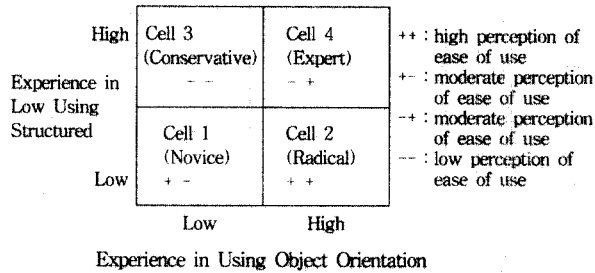 High
Cell 3
(Conservative)
- -
Cell 4
(Expert)
- +
Experience in
Low Using
Structured
Cell 1
(Novice)
+ -
Cell 2
(Radical)
+ +
Low
Low
High
Experience in Using Object Orientation
++ : high perception of
ease of use
+- : moderate perception
of ease of use
-+ : moderate perception
of ease of use
-- : low perception of
ease of use